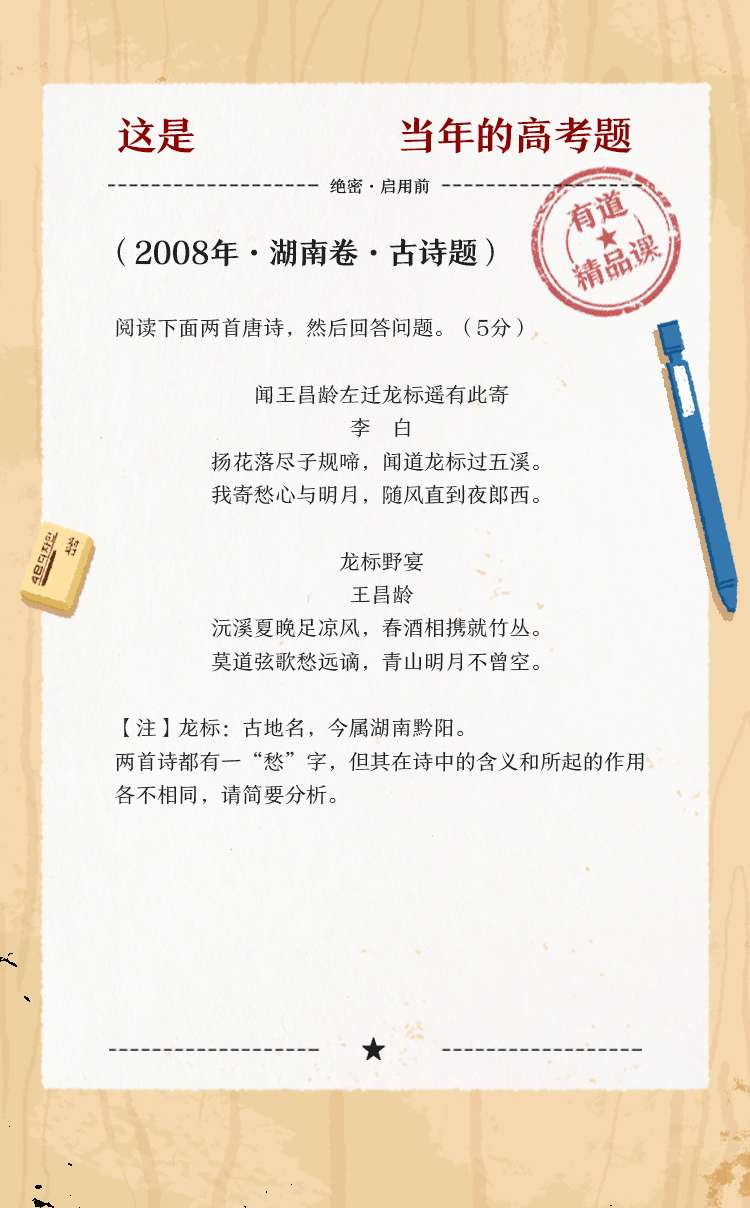 这是 当年的高考题
绝密·启用前
有道
精品课
（2008年·湖南卷·古诗题）
阅读下面两首唐诗，然后回答问题。（5分）
闻王昌龄左迁龙标遥有此寄
李 白
扬花落尽子规啼，闻道龙标过五溪。
我寄愁心与明月，随风直到夜郎西。
龙标野宴
王昌龄
沅溪夏晚足凉风，春酒相携就竹丛。
莫道弦歌愁远谪，青山明月不曾空。
【注】龙标：古地名，今属湖南黔阳。
两首诗都有一“愁”字，但其在诗中的含义和所起的作用
各不相同，请简要分析。